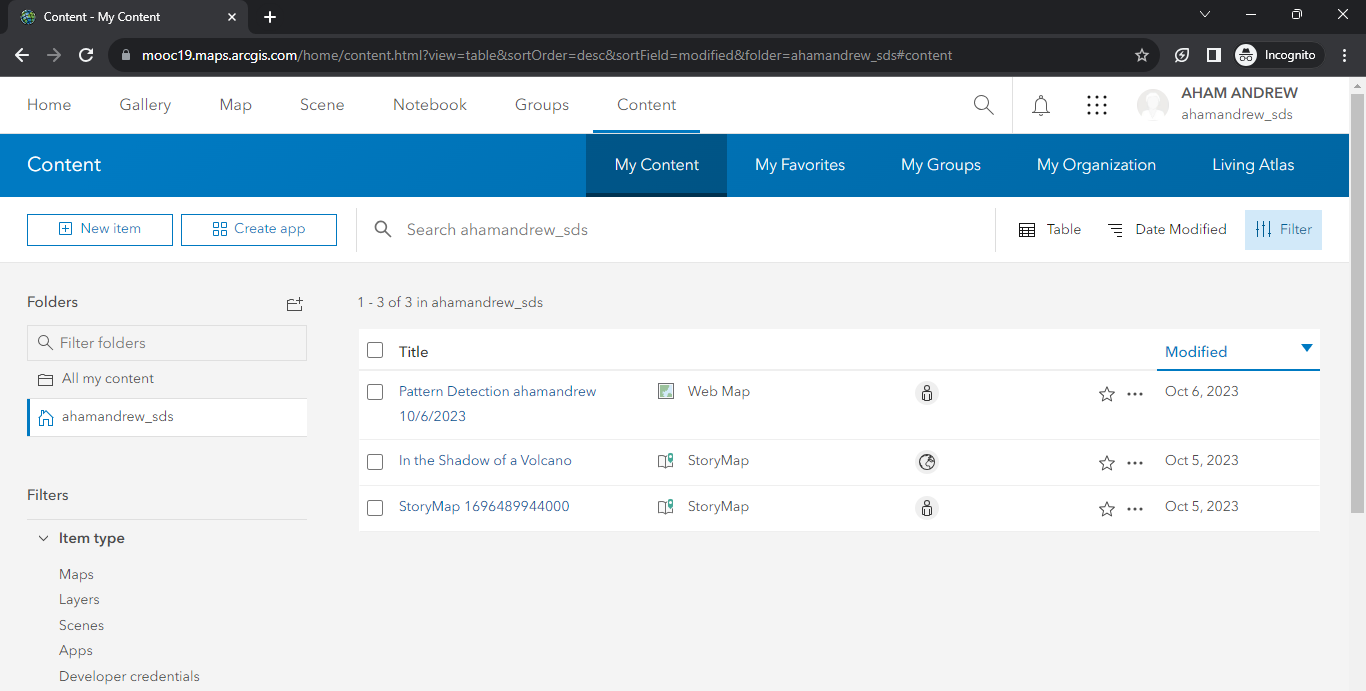 Content - My Content
mooc19.maps.arcgis.com/home/content.html?view=table&sortOrder=desc&sortField=modified&folder=ahamandrew_sds#content
Incognito
Home Gallery Map Scene Notebook Groups Content
AHAM ANDREW
ahamandrew_sds
Content
My Content My Favorites My Groups My Organization Living Atlas
New item Create app Search ahamandrew_sds Table Date Modified Filter
Folders
Filter folders
All my content
ahamandrew_sds
Filters
Item type
Maps
Layers
Scenes
Apps
Developer credentials
1 - 3 of 3 in ahamandrew_sds
Title Modified
Pattern Detection ahamandrew Web Map Oct 6, 2023
10/6/2023
In the Shadow of a Volcano StoryMap Oct 5, 2023
StoryMap 1696489944000 StoryMap Oct 5, 2023